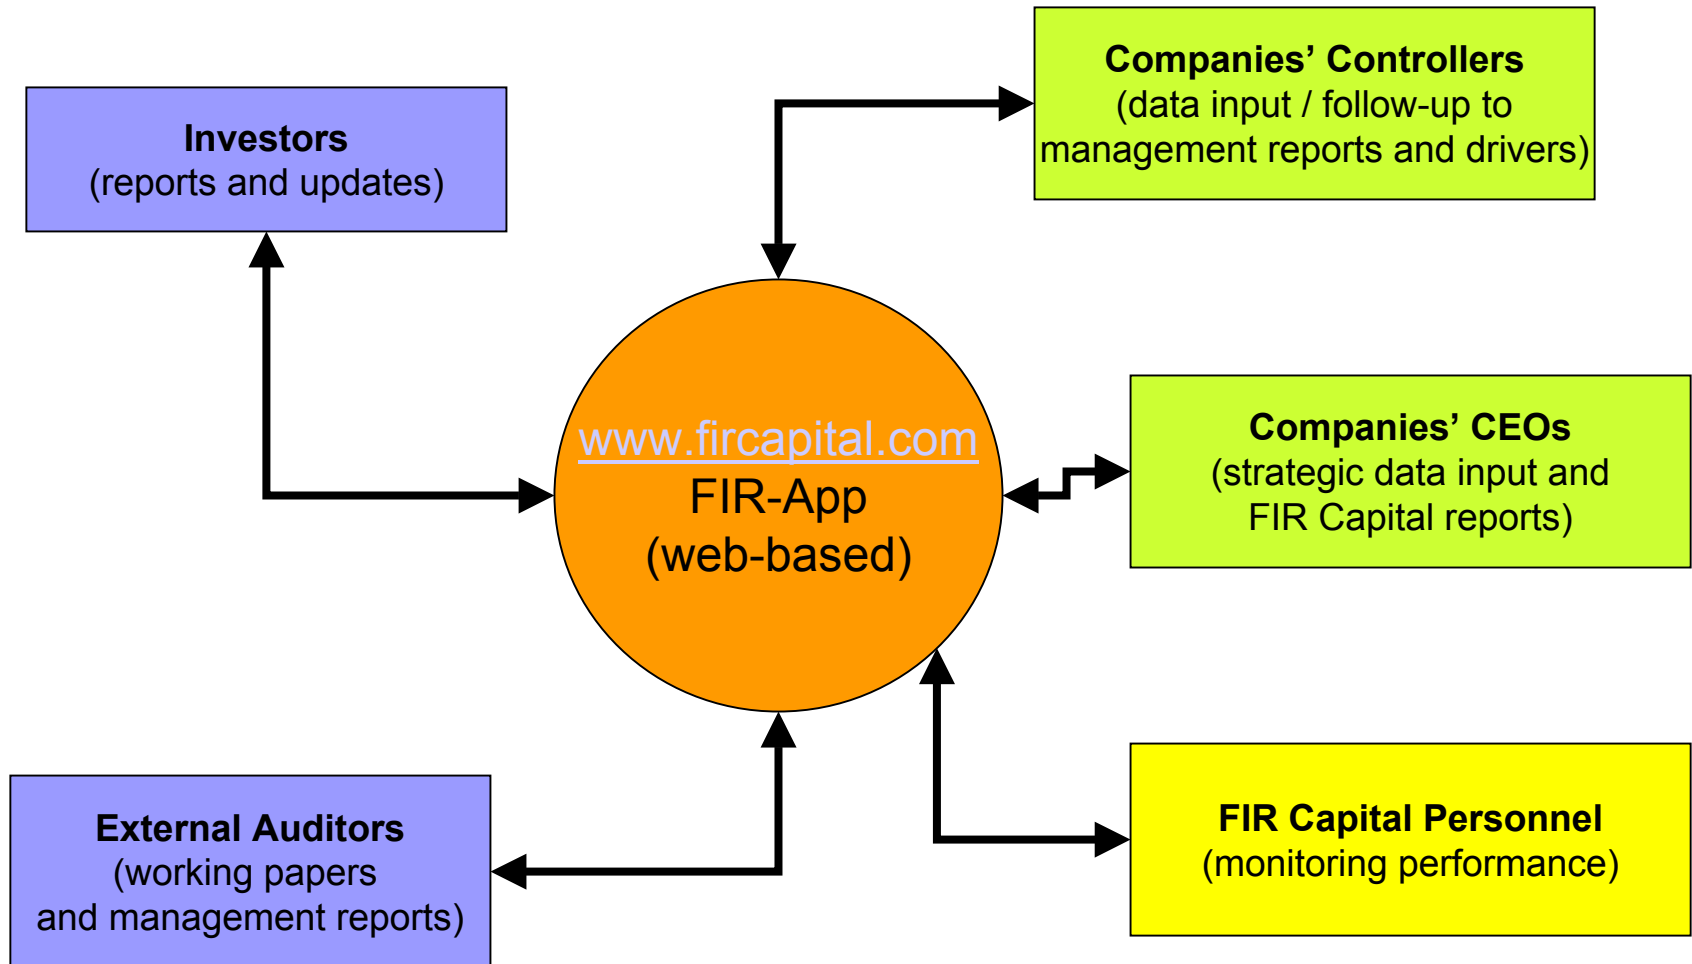 Companies’ Controllers
(data input / follow-up to
management reports and drivers)
Investors
(reports and updates)
www.fircapital.com
FIR-App
(web-based)
Companies’ CEOs
(strategic data input and
FIR Capital reports)
External Auditors
(working papers
and management reports)
FIR Capital Personnel
(monitoring performance)